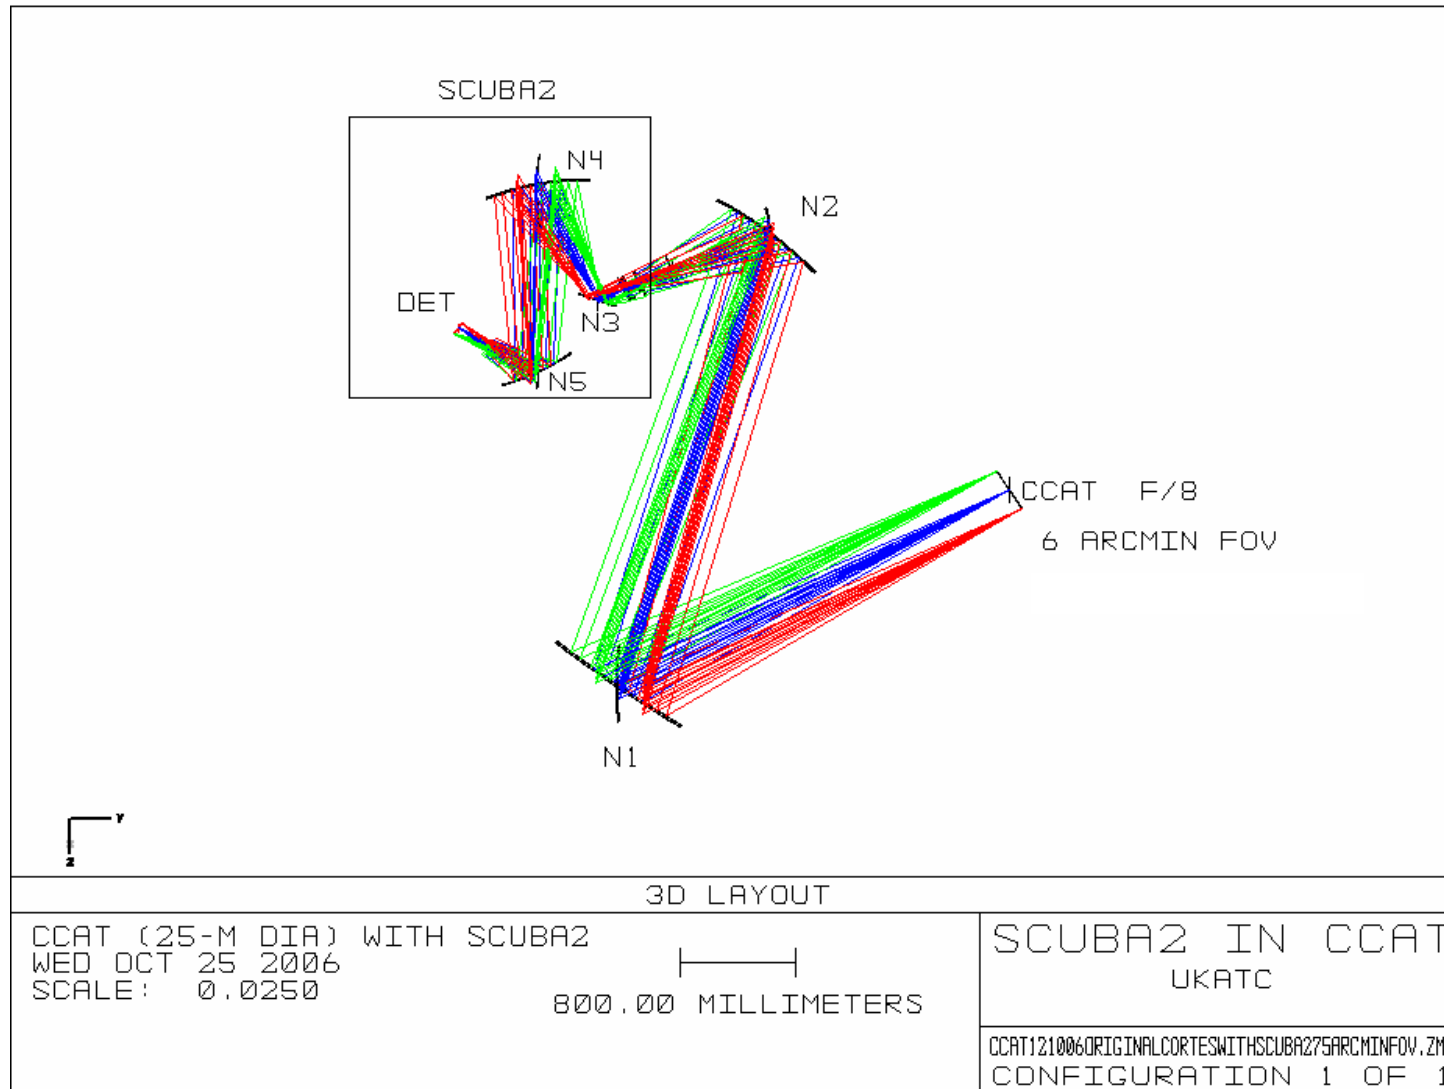 SCUBA2
N4
N2
DET
N3
N5
CCAT F/8
6 ARCMIN FOV
N1
Y
Z
3D LAYOUT
CCAT (25-M DIA) WITH SCUBA2
WED OCT 25 2006
SCALE: 0.0250
800.00 MILLIMETERS
SCUBA2 IN CCAT
UKATC
CCAT121006ORIGINALCORTESWITHSCUBA275ARCMINFOV.ZM
CONFIGURATION 1 OF 1